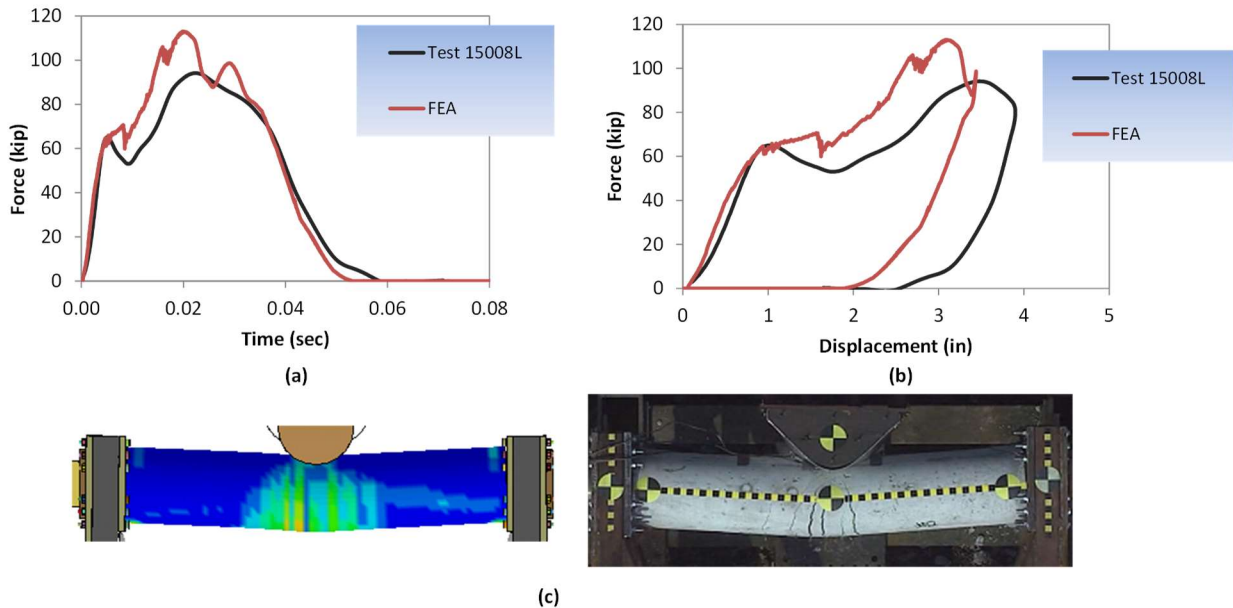 120
100
80
60
40
20
0
Force (kip)
Test 15008L
FEA
0.00 0.02 0.04 0.06 0.08
Time (sec)
(a)
120
100
80
60
40
20
0
Force (kip)
Test 15008L
FEA
0 1 2 3 4 5
Displacement (in)
(b)
(c)